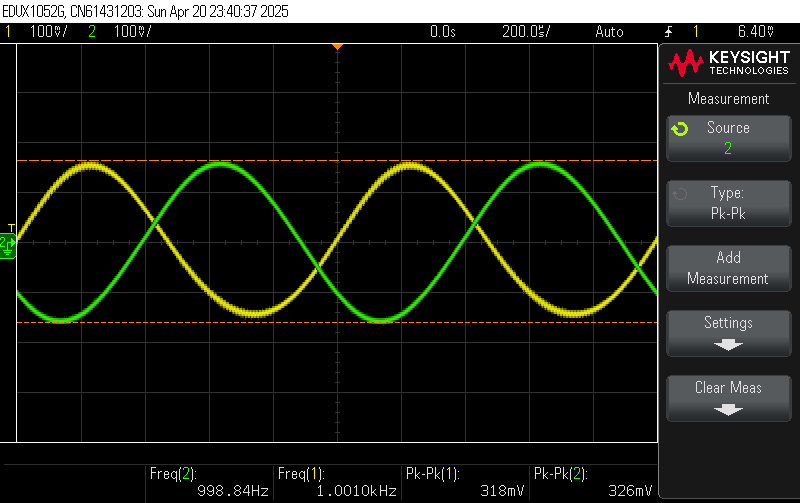 EDUX1052G, CN61431203: Sun Apr 20 23:40:37 2025
1 100%/ 2 100%/ 0.0s 200.0%/ Auto 1 6.40%
KEYSIGHT
TECHNOLOGIES
Measurement
Source
2
Type:
Pk-Pk
Add
Measurement
Settings
Clear Meas
T
2
Freq(2): Freq(1): Pk-Pk(1): Pk-Pk(2):
998.84Hz 1.0010kHz 318mV 326mV